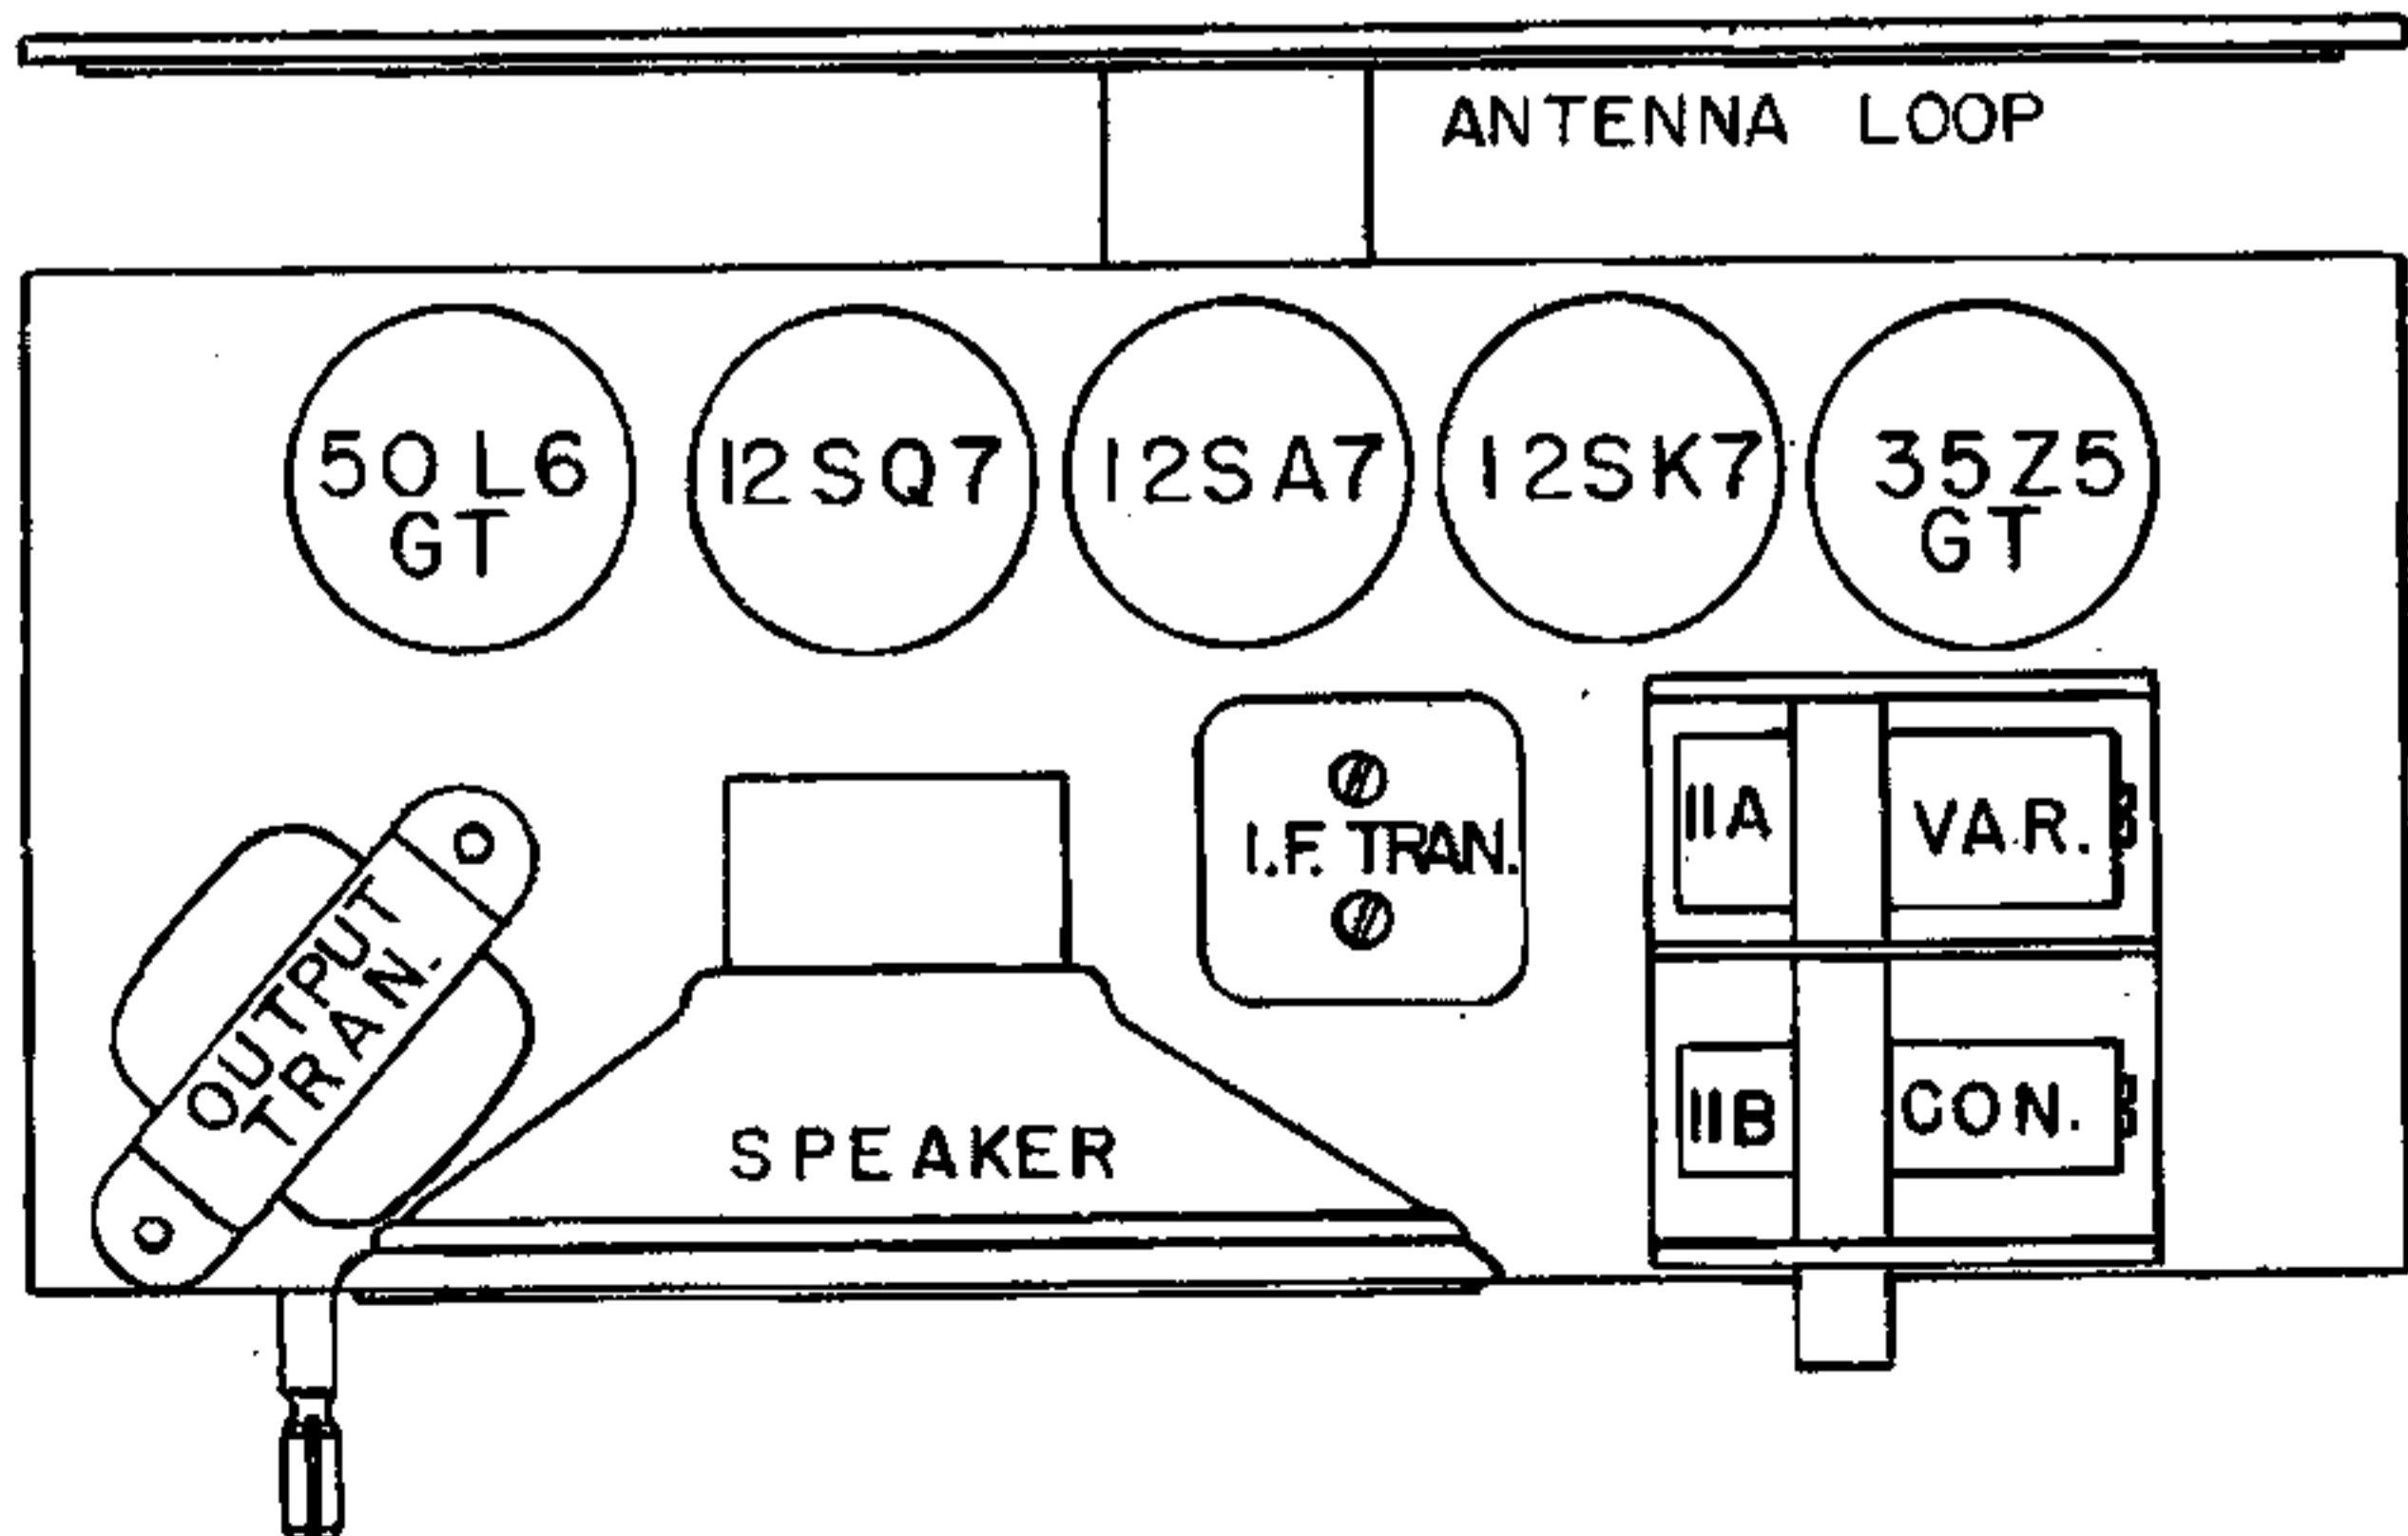 ANTENNA LOOP
50L6
GT
12SQ7
12SA7
12SK7
35Z5
GT
OUTPUT
TRAN.
SPEAKER
I.F. TRAN.
11A VAR.
11B CON.